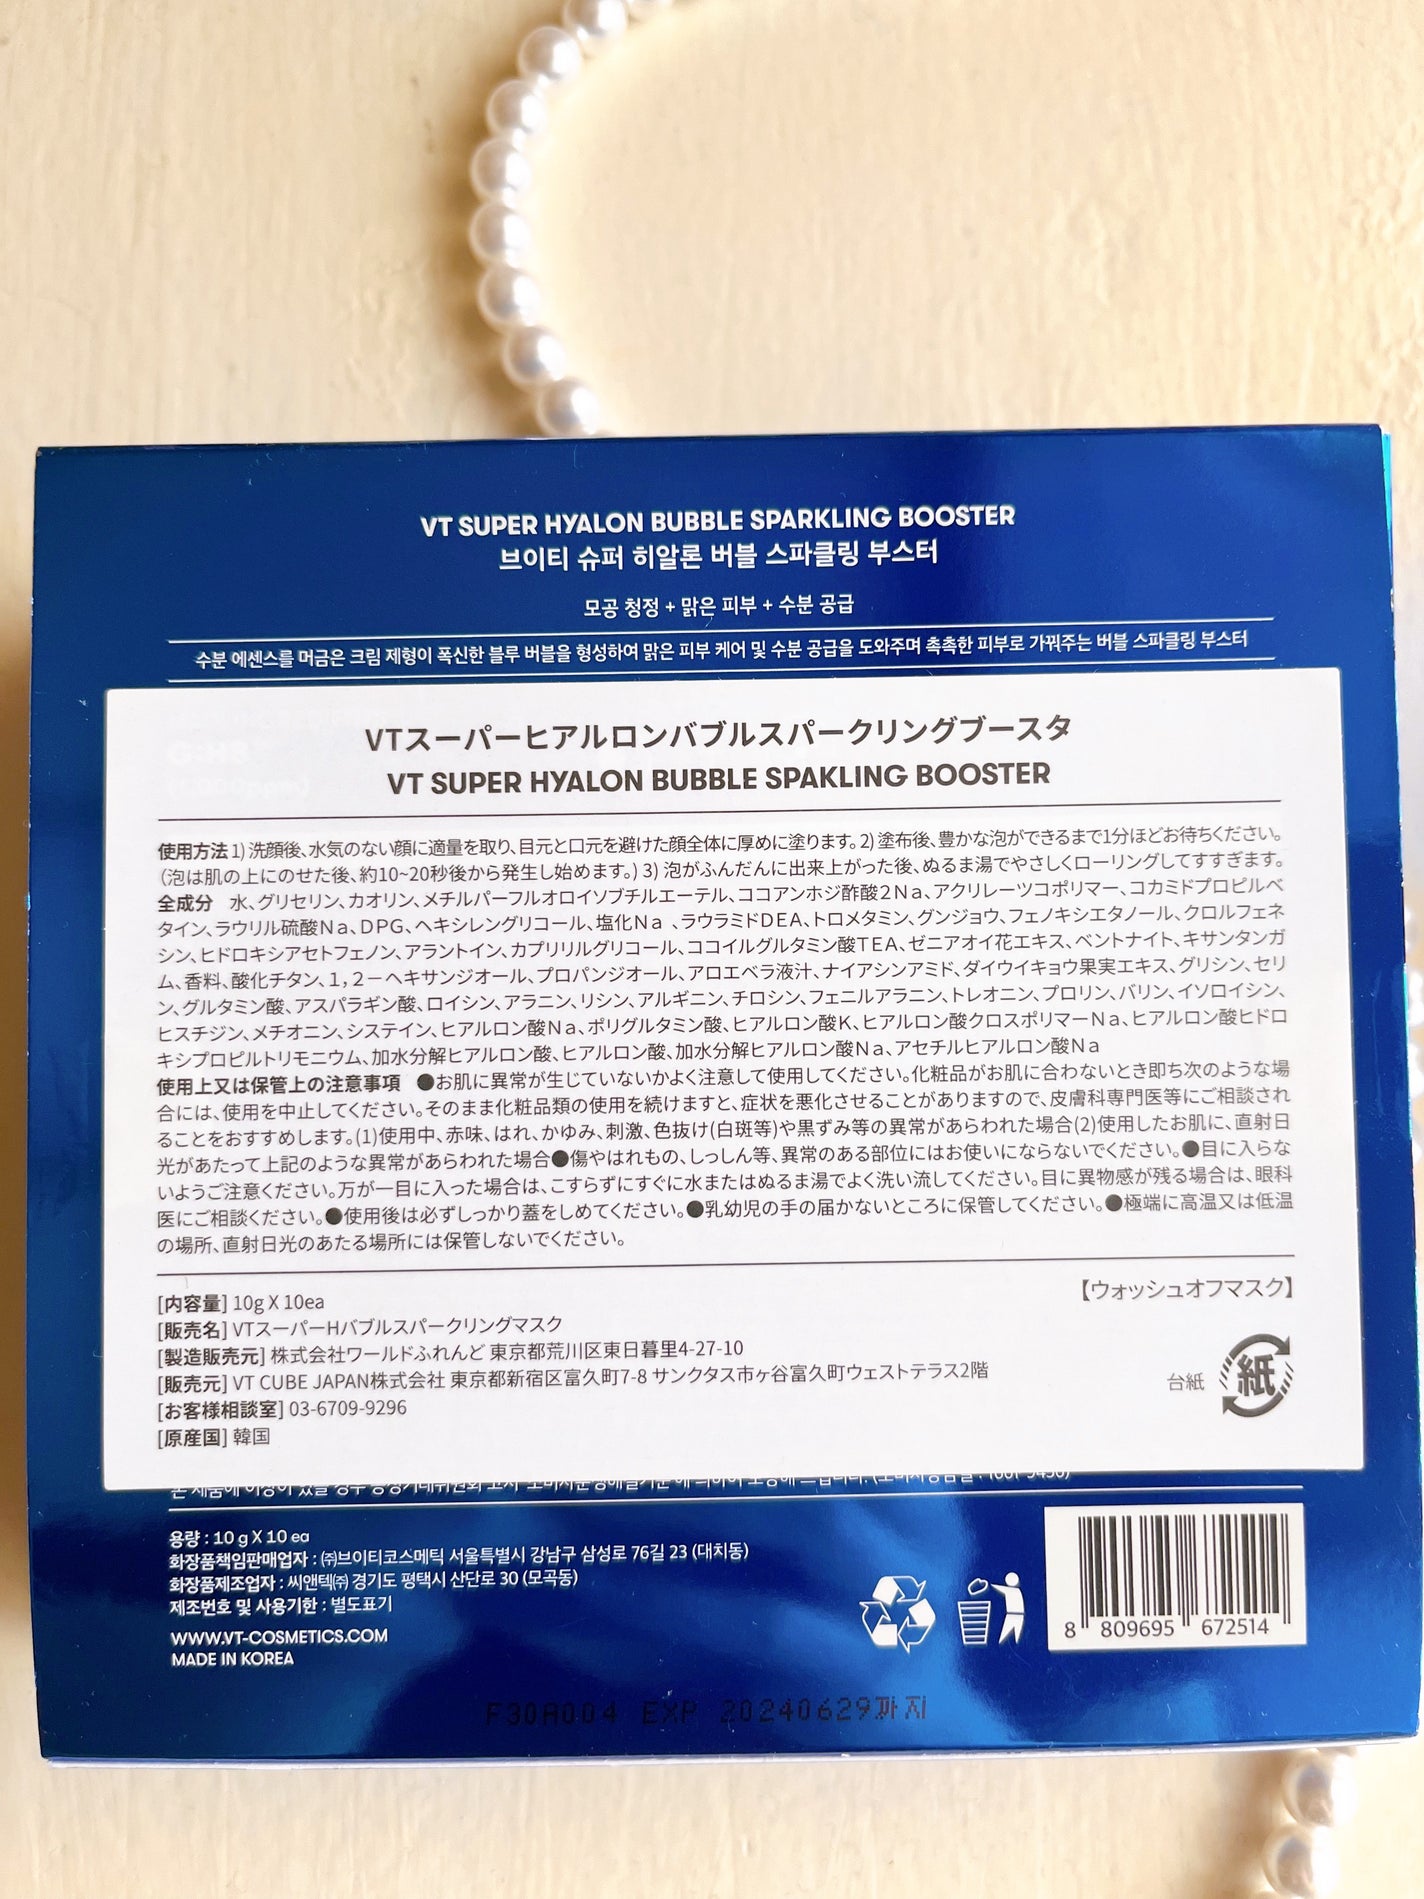 VT SUPER HYALON BUBBLE SPARKLING BOOSTER
브이티 슈퍼 히알론 버블 스파클링 부스터
모공 청정 + 맑은 피부 + 수분 공급
수분 에센스를 머금은 크림 제형이 폭신한 블루 버블을 형성하여 맑은 피부 케어 및 수분 공급을 도와주며 촉촉한 피부로 가꿔주는 버블 스파클링 부스터
VTスーパーヒアルロンバブルスパークリングブースタ
VT SUPER HYALON BUBBLE SPAKLING BOOSTER
使用方法 1) 洗顔後、水気のない顔に適量を取り、目元と口元を避けた顔全体に厚めに塗ります。2) 塗布後、豊かな泡ができるまで1分ほどお待ちください。
（泡は肌の上にのせた後、約10~20秒後から発生し始めます。) 3) 泡がふんだんに出来上がった後、ぬるま湯でやさしくローリングしてすすぎます。
全成分 水、グリセリン、カオリン、メチルパーフルオロイソブチルエーテル、ココアンホジ酢酸2Na、アクリレーツコポリマー、コカミドプロピルベ
タイン、ラウリル硫酸Na、DPG、ヘキシレングリコール、塩化Na 、ラウラミドDEA、トロメタミン、グンジョウ、フェノキシエタノール、クロルフェネ
シン、ヒドロキシアセトフェノン、アラントイン、カプリリルグリコール、ココイルグルタミン酸TEA、ゼニアオイ花エキス、ベントナイト、キサンタンガ
ム、香料、酸化チタン、1，2－ヘキサンジオール、プロパンジオール、アロエベラ液汁、ナイアシンアミド、ダイウイキョウ果実エキス、グリシン、セリ
ン、グルタミン酸、アスパラギン酸、ロイシン、アラニン、リシン、アルギニン、チロシン、フェニルアラニン、トレオニン、プロリン、バリン、イソロイシン、
ヒスチジン、メチオニン、システイン、ヒアルロン酸Na、ポリグルタミン酸、ヒアルロン酸K、ヒアルロン酸クロスポリマーNa、ヒアルロン酸ヒドロ
キシプロピルトリモニウム、加水分解ヒアルロン酸、ヒアルロン酸、加水分解ヒアルロン酸Na、アセチルヒアルロン酸Na
使用上又は保管上の注意事項 ●お肌に異常が生じていないかよく注意して使用してください。化粧品がお肌に合わないとき即ち次のような場
合には、使用を中止してください。そのまま化粧品類の使用を続けますと、症状を悪化させることがありますので、皮膚科専門医等にご相談され
ることをおすすめします。(1)使用中、赤味、はれ、かゆみ、刺激、色抜け(白斑等)や黒ずみ等の異常があらわれた場合(2)使用したお肌に、直射日
光があたって上記のような異常があらわれた場合●傷やはれもの、しっしん等、異常のある部位にはお使いにならないでください。●目に入らな
いようご注意ください。万が一目に入った場合は、こすらずにすぐに水またはぬるま湯でよく洗い流してください。目に異物感が残る場合は、眼科
医にご相談ください。●使用後は必ずしっかり蓋をしめてください。●乳幼児の手の届かないところに保管してください。●極端に高温又は低温
の場所、直射日光のあたる場所には保管しないでください。
[内容量] 10g X 10ea
【ウォッシュオフマスク】
[販売名] VTスーパーHバブルスパークリングマスク
[製造販売元] 株式会社ワールドふれんど 東京都荒川区東日暮里4-27-10
[販売元] VT CUBE JAPAN株式会社 東京都新宿区富久町7-8 サンクタス市ヶ谷富久町ウェストテラス2階
台紙 紙
[お客様相談室] 03-6709-9296
[原産国] 韓国
용량 : 10 g X 10 ea
화장품책임판매업자 : ㈜브이티코스메틱 서울특별시 강남구 삼성로 76길 23 (대치동)
화장품제조업자 : 씨앤텍㈜ 경기도 평택시 산단로 30 (모곡동)
제조번호 및 사용기한 : 별도표기
WWW.VT-COSMETICS.COM
MADE IN KOREA
8 809695 672514
F30A004 EXP 20240629까지